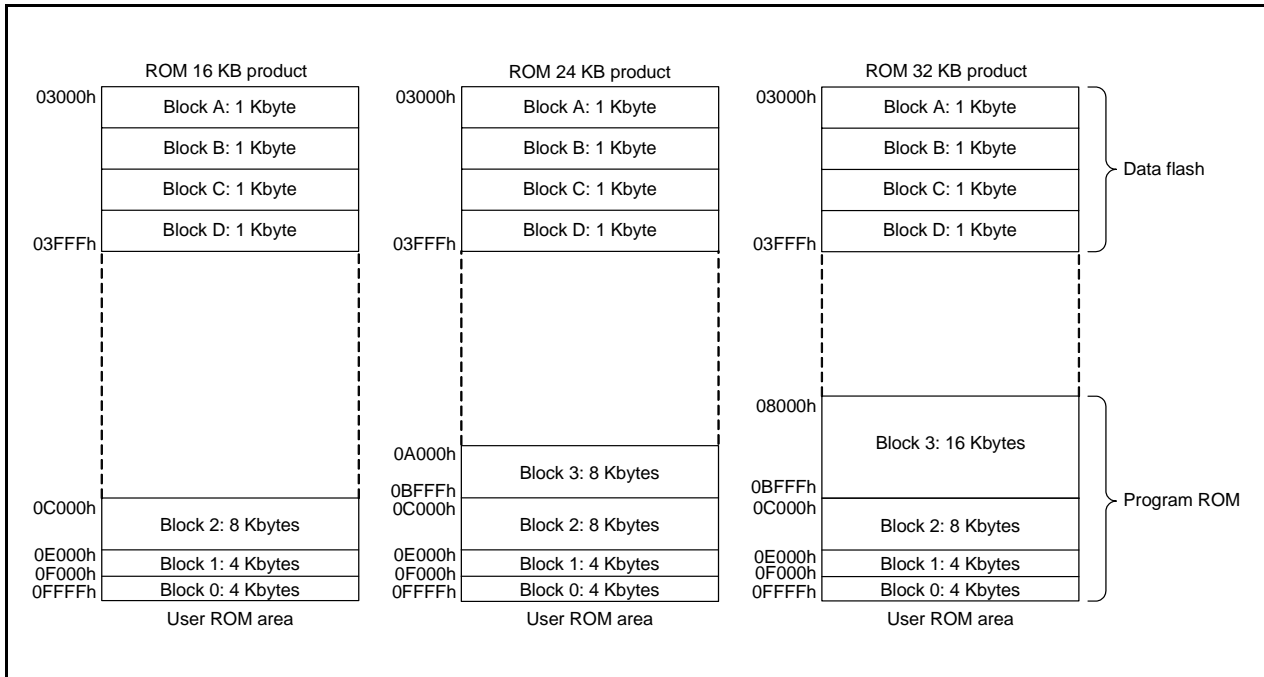 ROM 16 KB product
03000h
Block A: 1 Kbyte
Block B: 1 Kbyte
Block C: 1 Kbyte
Block D: 1 Kbyte
03FFFh
0C000h
Block 2: 8 Kbytes
0E000h
Block 1: 4 Kbytes
0F000h
Block 0: 4 Kbytes
0FFFFh
User ROM area
ROM 24 KB product
03000h
Block A: 1 Kbyte
Block B: 1 Kbyte
Block C: 1 Kbyte
Block D: 1 Kbyte
03FFFh
0A000h
Block 3: 8 Kbytes
0BFFFh
0C000h
Block 2: 8 Kbytes
0E000h
Block 1: 4 Kbytes
0F000h
Block 0: 4 Kbytes
0FFFFh
User ROM area
ROM 32 KB product
03000h
Block A: 1 Kbyte
Block B: 1 Kbyte
Block C: 1 Kbyte
Block D: 1 Kbyte
03FFFh
Data flash
08000h
Block 3: 16 Kbytes
0BFFFh
0C000h
Block 2: 8 Kbytes
0E000h
Block 1: 4 Kbytes
0F000h
Block 0: 4 Kbytes
0FFFFh
Program ROM
User ROM area